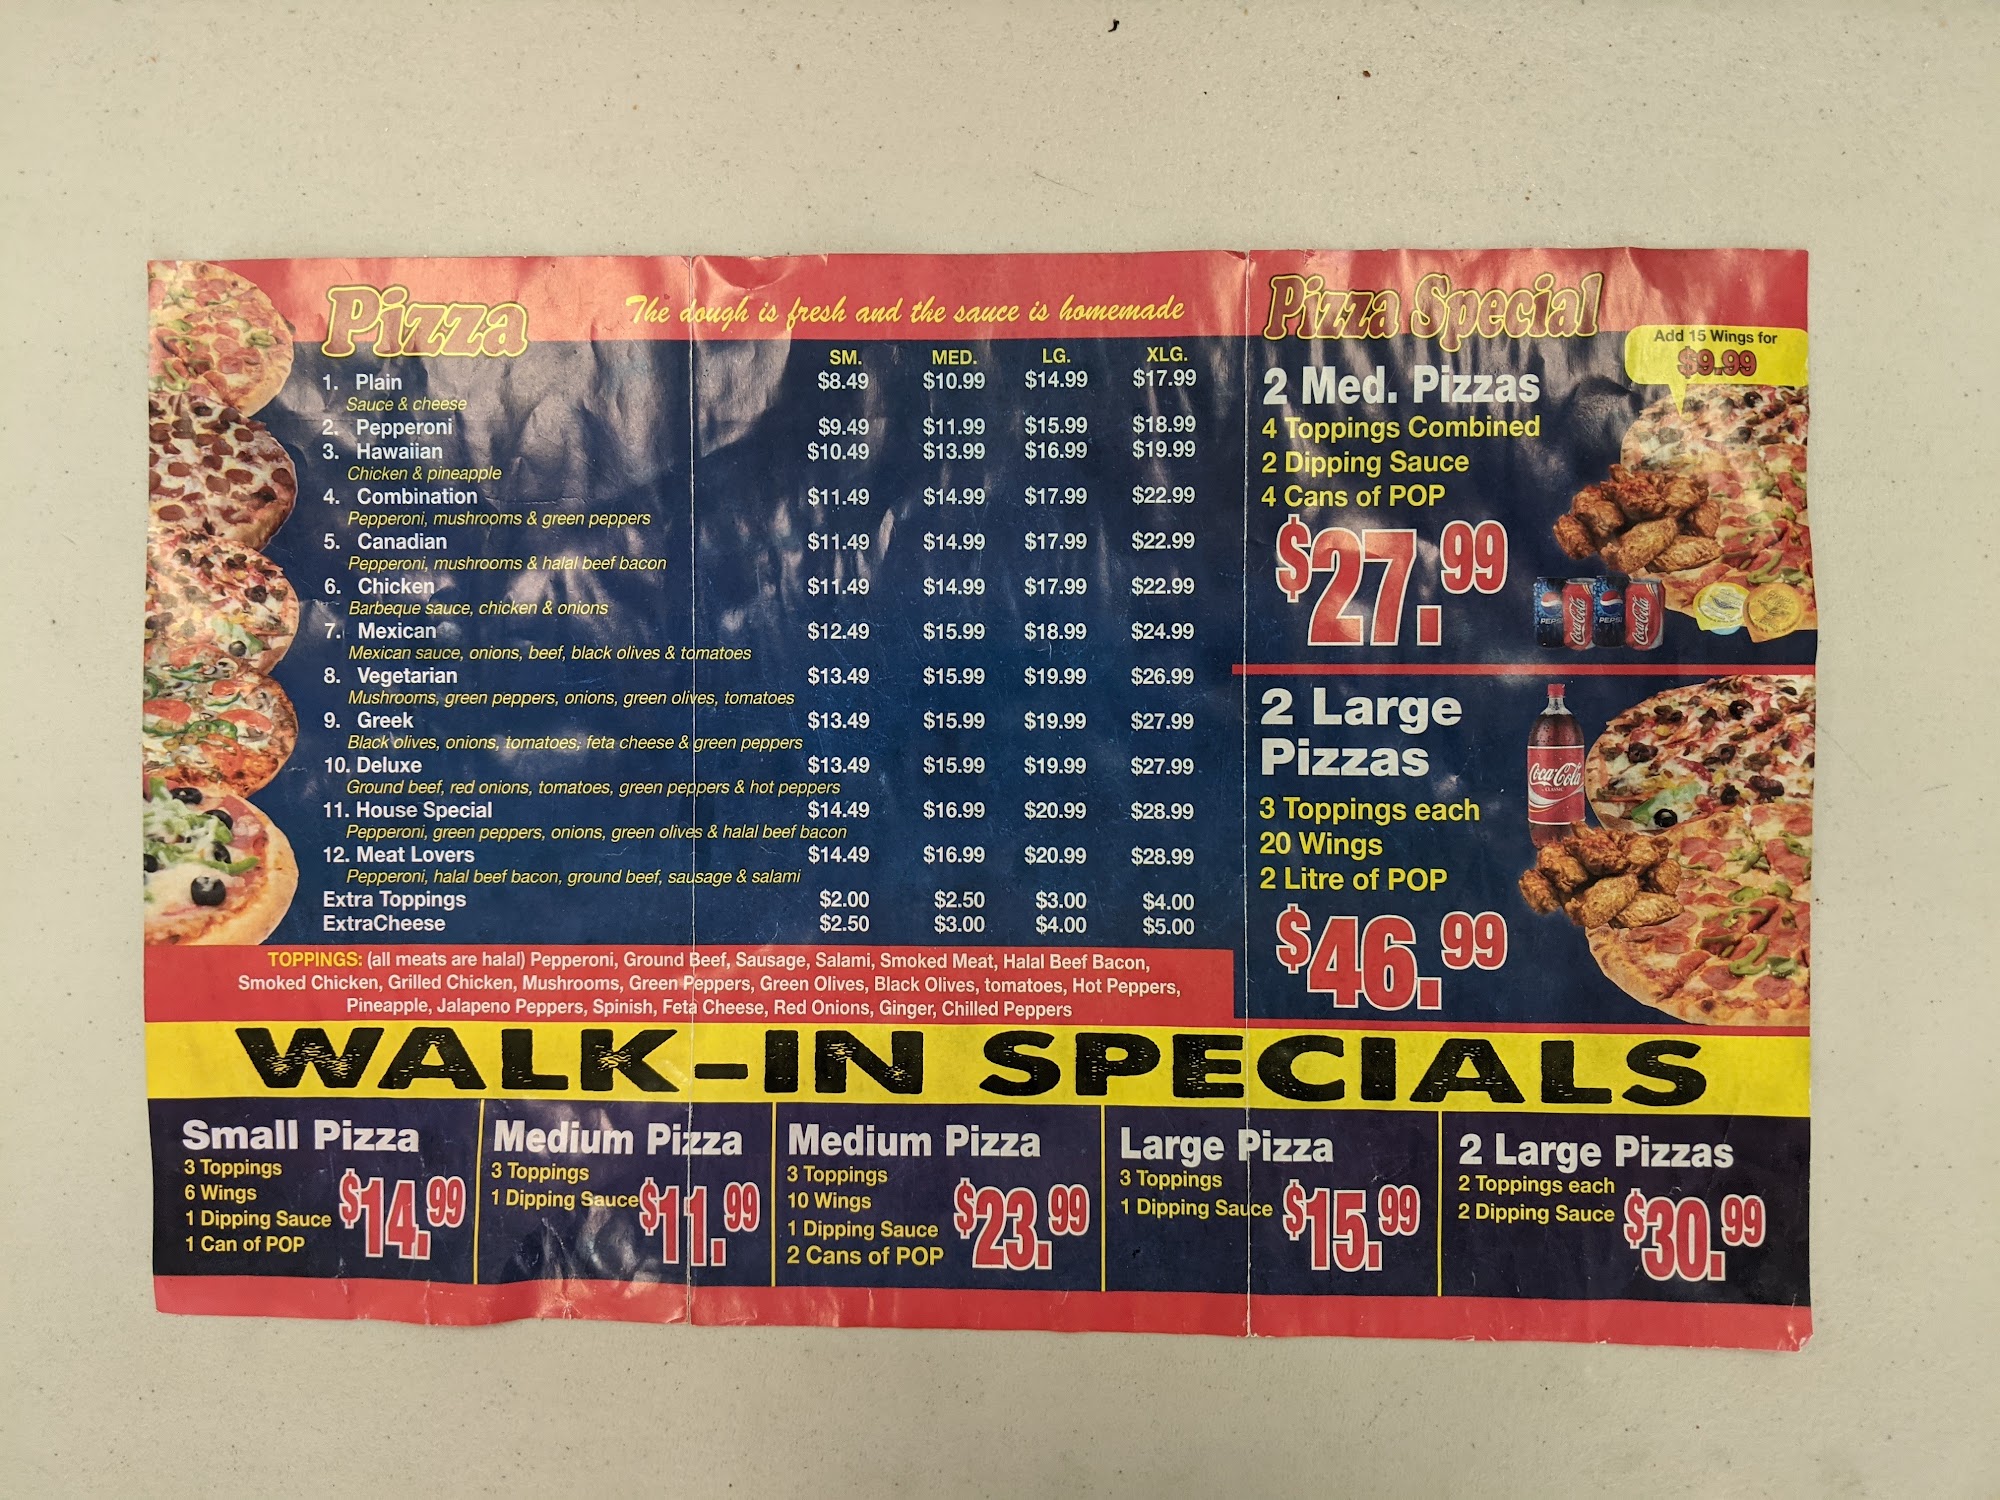 Pizza
The dough is fresh and the sauce is homemade
SM. MED. LG. XLG.
1. Plain $8.49 $10.99 $14.99 $17.99
Sauce & cheese
2. Pepperoni $9.49 $11.99 $15.99 $18.99
3. Hawaiian $10.49 $13.99 $16.99 $19.99
Chicken & pineapple
4. Combination $11.49 $14.99 $17.99 $22.99
Pepperoni, mushrooms & green peppers
5. Canadian $11.49 $14.99 $17.99 $22.99
Pepperoni, mushrooms & halal beef bacon
6. Chicken $11.49 $14.99 $17.99 $22.99
Barbeque sauce, chicken & onions
7. Mexican $12.49 $15.99 $18.99 $24.99
Mexican sauce, onions, beef, black olives & tomatoes
8. Vegetarian $13.49 $15.99 $19.99 $26.99
Mushrooms, green peppers, onions, green olives, tomatoes
9. Greek $13.49 $15.99 $19.99 $27.99
Black olives, onions, tomatoes, feta cheese & green peppers
10. Deluxe $13.49 $15.99 $19.99 $27.99
Ground beef, red onions, tomatoes, green peppers & hot peppers
11. House Special $14.49 $16.99 $20.99 $28.99
Pepperoni, green peppers, onions, green olives & halal beef bacon
12. Meat Lovers $14.49 $16.99 $20.99 $28.99
Pepperoni, halal beef bacon, ground beef, sausage & salami
Extra Toppings $2.00 $2.50 $3.00 $4.00
ExtraCheese $2.50 $3.00 $4.00 $5.00
TOPPINGS: (all meats are halal) Pepperoni, Ground Beef, Sausage, Salami, Smoked Meat, Halal Beef Bacon,
Smoked Chicken, Grilled Chicken, Mushrooms, Green Peppers, Green Olives, Black Olives, tomatoes, Hot Peppers,
Pineapple, Jalapeno Peppers, Spinish, Feta Cheese, Red Onions, Ginger, Chilled Peppers
Pizza Special
Add 15 Wings for
$9.99
2 Med. Pizzas
4 Toppings Combined
2 Dipping Sauce
4 Cans of POP
$27.99
PEPSI Coca-Cola PEPSI Coca-Cola
2 Large
Pizzas
3 Toppings each
20 Wings
2 Litre of POP
$46.99
Coca-Cola
CLASSIC
WALK-IN SPECIALS
Small Pizza
3 Toppings
6 Wings
1 Dipping Sauce
1 Can of POP
$14.99
Medium Pizza
3 Toppings
1 Dipping Sauce
$11.99
Medium Pizza
3 Toppings
10 Wings
1 Dipping Sauce
2 Cans of POP
$23.99
Large Pizza
3 Toppings
1 Dipping Sauce
$15.99
2 Large Pizzas
2 Toppings each
2 Dipping Sauce
$30.99